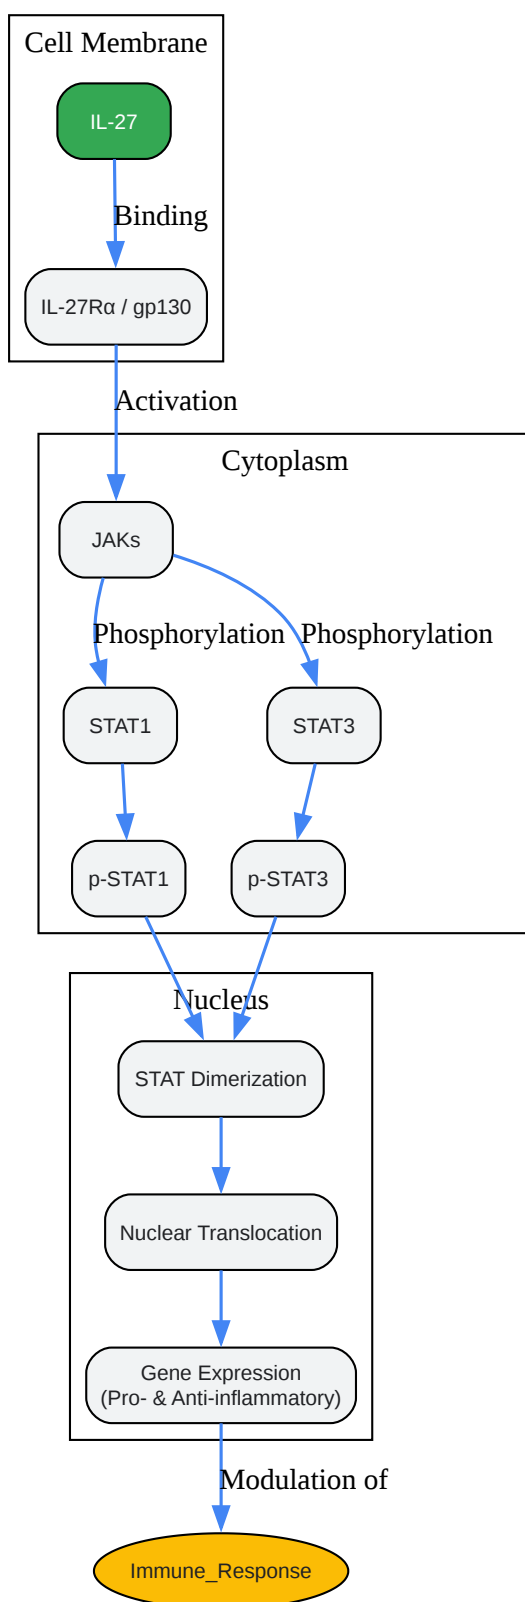 Cell Membrane
IL-27
Binding
IL-27Rα / gp130
Activation
Cytoplasm
JAKs
Phosphorylation
Phosphorylation
STAT1
STAT3
p-STAT1
p-STAT3
Nucleus
STAT Dimerization
Nuclear Translocation
Gene Expression
(Pro- & Anti-inflammatory)
Modulation of
Immune_Response